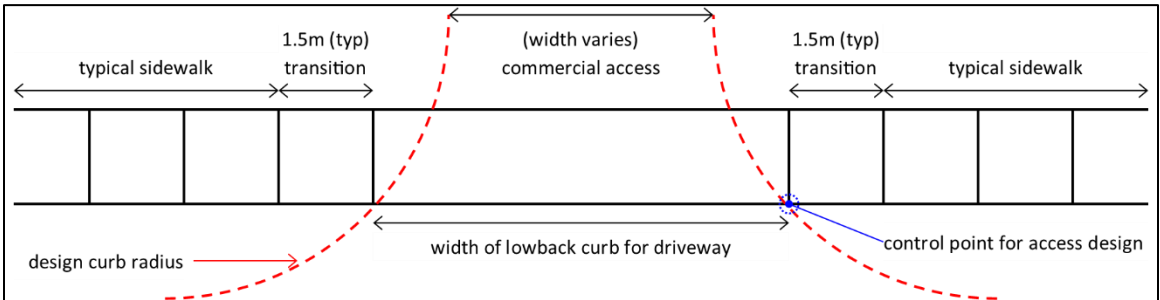 1.5m (typ)
(width varies)
1.5m (typ)
typical sidewalk
transition
commercial access
transition
typical sidewalk
width of lowback curb for driveway
control point for access design
design curb radius